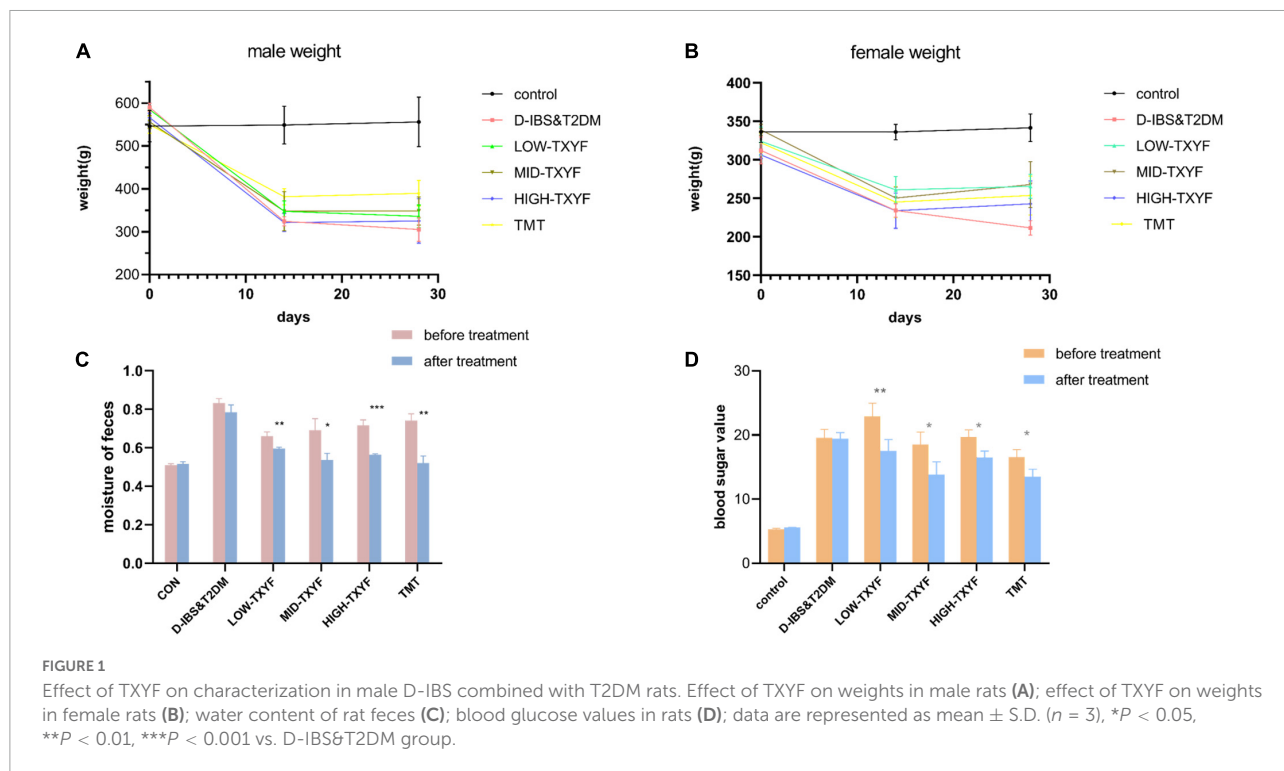 A
male weight
600
500
400
300
200
weight(g)
0
10
20
30
days
control
D-IBS&T2DM
LOW-TXYF
MID-TXYF
HIGH-TXYF
TMT
B
female weight
400
350
300
250
200
150
weight(g)
0
10
20
30
days
control
D-IBS&T2DM
LOW-TXYF
MID-TXYF
HIGH-TXYF
TMT
C
before treatment
after treatment
1.0
0.8
0.6
0.4
0.2
0.0
moisture of feces
**
*
***
**
CON
D-IBS&T2DM
LOW-TXYF
MID-TXYF
HIGH-TXYF
TMT
D
before treatment
after treatment
30
20
10
0
blood sugar value
**
*
*
*
control
D-IBS&T2DM
LOW-TXYF
MID-TXYF
HIGH-TXYF
TMT
FIGURE 1
Effect of TXYF on characterization in male D-IBS combined with T2DM rats. Effect of TXYF on weights in male rats (A); effect of TXYF on weights
in female rats (B); water content of rat feces (C); blood glucose values in rats (D); data are represented as mean ± S.D. (n = 3), *P < 0.05,
**P < 0.01, ***P < 0.001 vs. D-IBS&T2DM group.